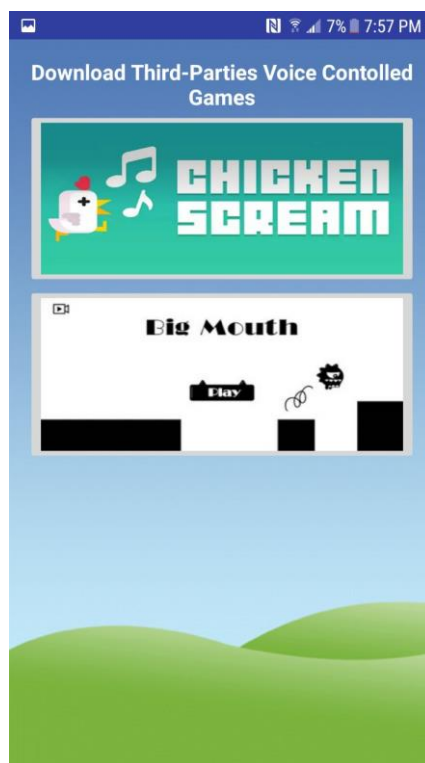 7% 7:57 PM
Download Third-Parties Voice Contolled
Games
CHICKEN
SCREAM
Big Mouth
Play